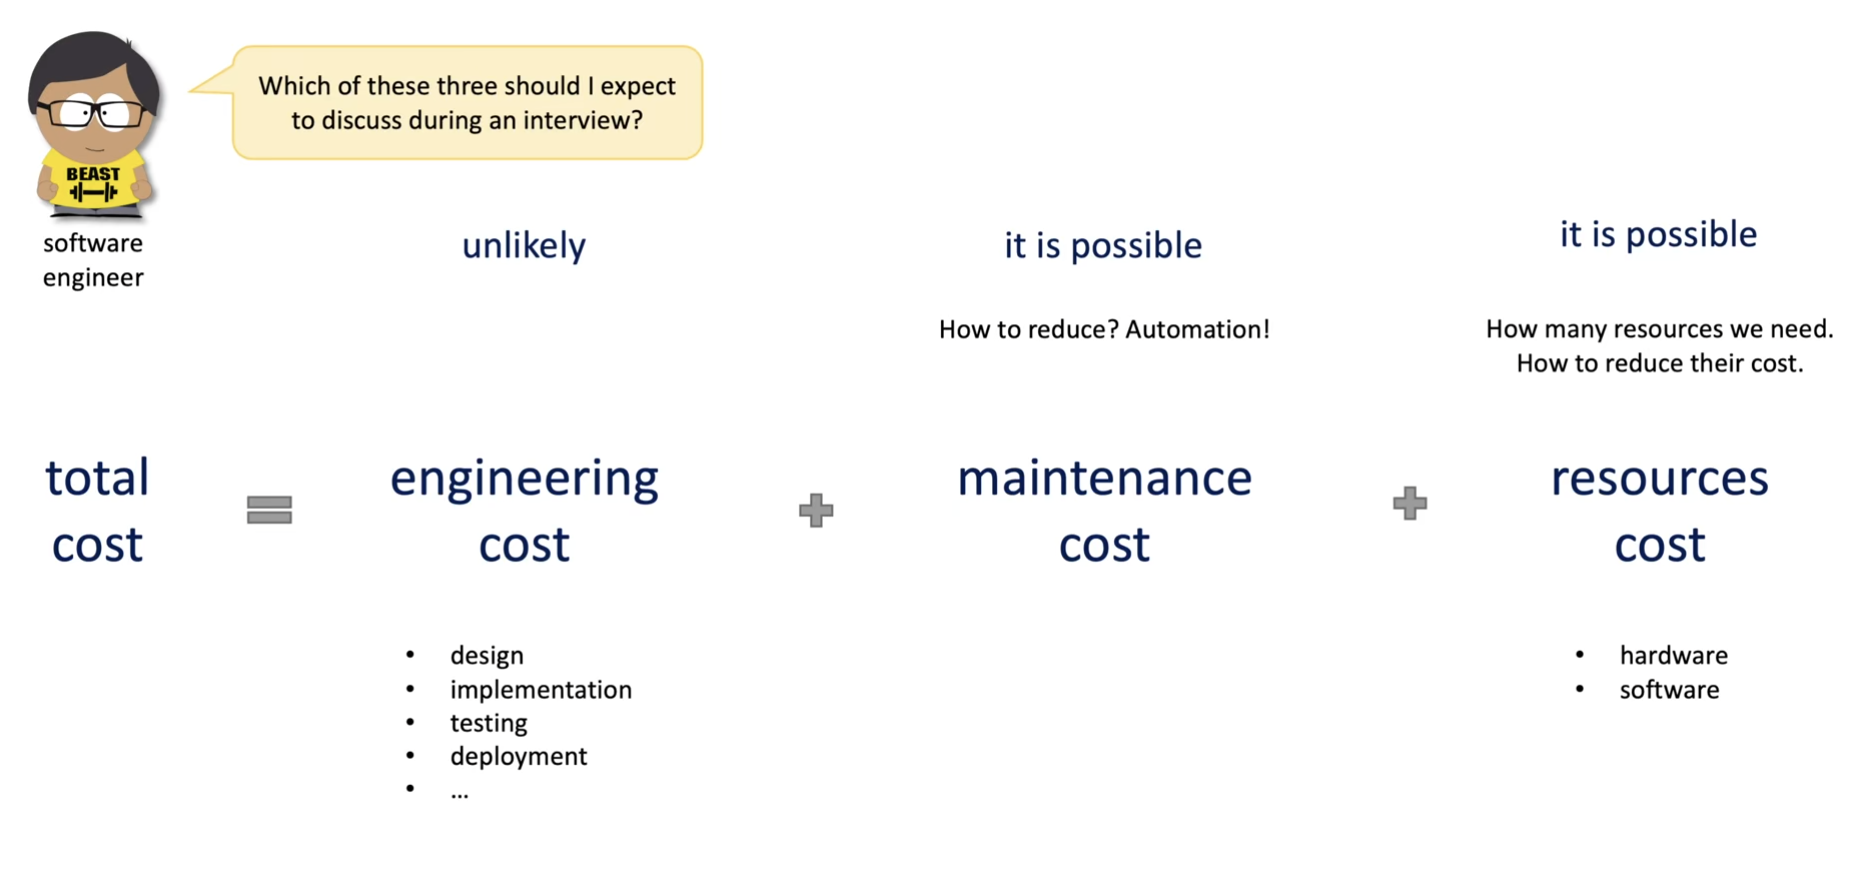 Which of these three should I expect
to discuss during an interview?
BEAST
software
engineer
unlikely
it is possible
it is possible
How to reduce? Automation!
How many resources we need.
How to reduce their cost.
total
cost
engineering
cost
maintenance
cost
resources
cost
• design
• implementation
• testing
• deployment
• ...
• hardware
• software